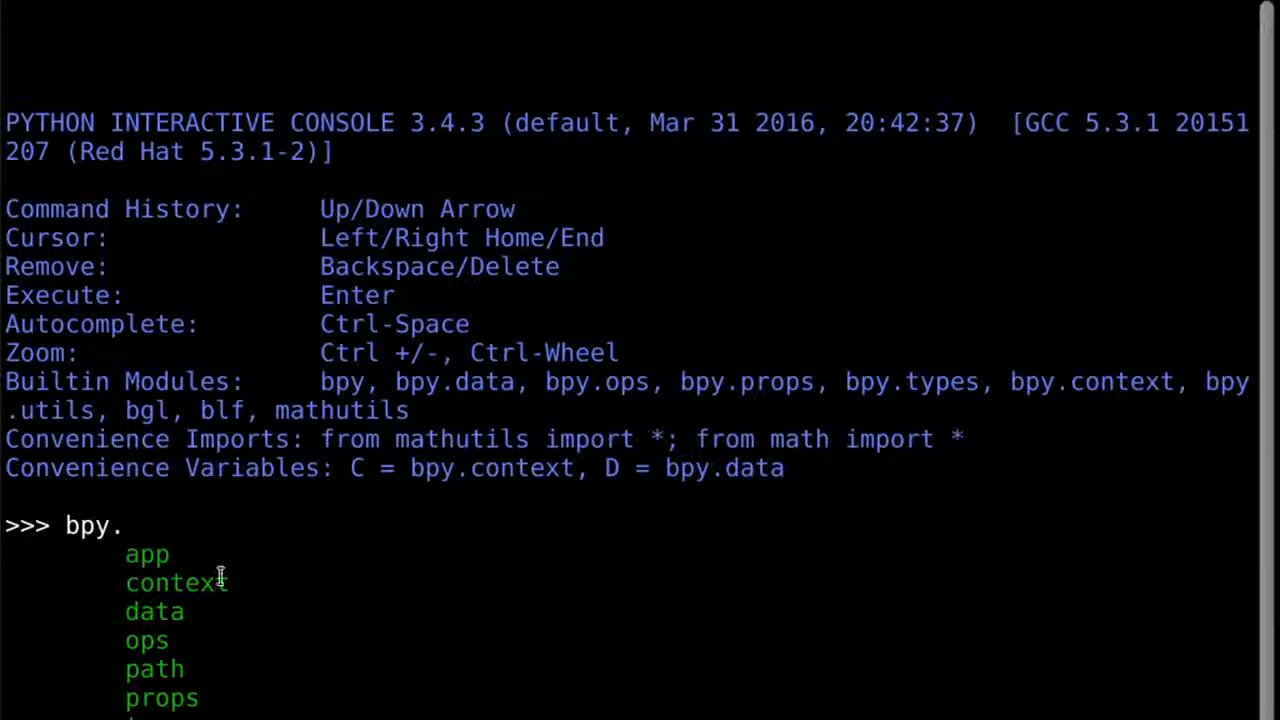 PYTHON INTERACTIVE CONSOLE 3.4.3 (default, Mar 31 2016, 20:42:37)  [GCC 5.3.1 20151
207 (Red Hat 5.3.1-2)]
Command History:     Up/Down Arrow
Cursor:              Left/Right Home/End
Remove:              Backspace/Delete
Execute:             Enter
Autocomplete:        Ctrl-Space
Zoom:                Ctrl +/-, Ctrl-Wheel
Builtin Modules:     bpy, bpy.data, bpy.ops, bpy.props, bpy.types, bpy.context, bpy
.utils, bgl, blf, mathutils
Convenience Imports: from mathutils import *; from math import *
Convenience Variables: C = bpy.context, D = bpy.data
>>> bpy.
app
context
data
ops
path
props